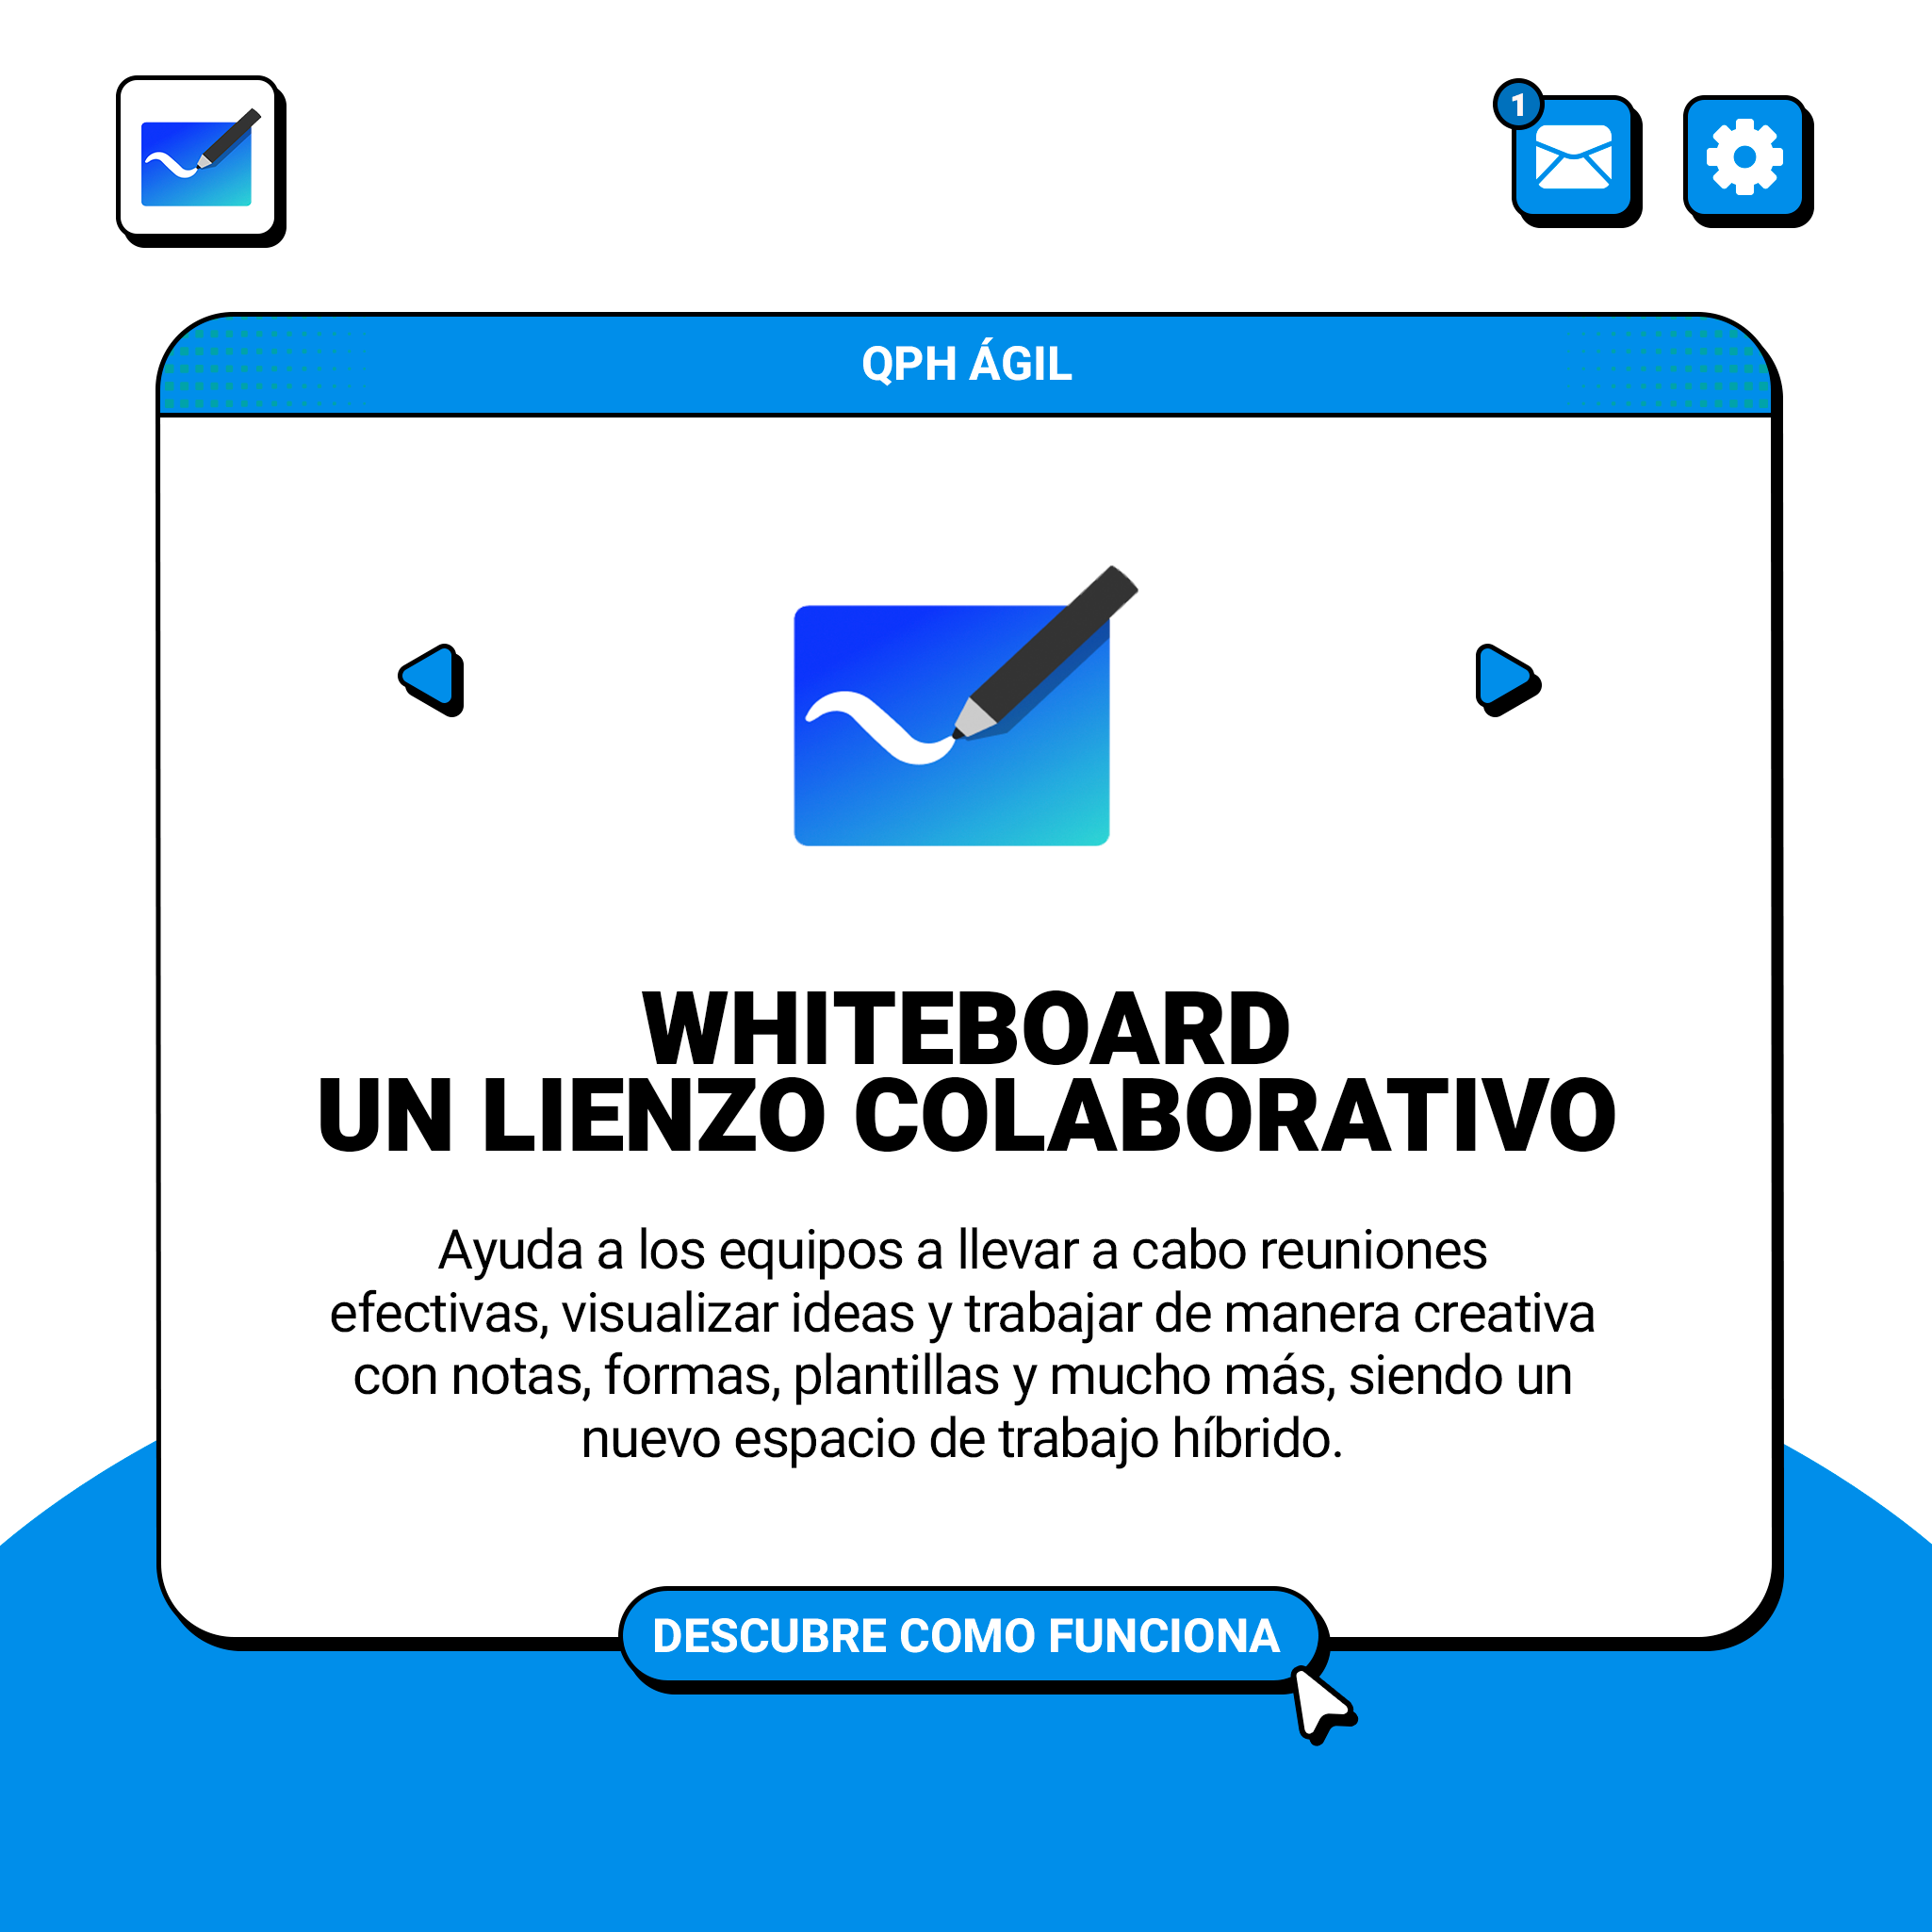 1
QPH ÁGIL
WHITEBOARD
UN LIENZO COLABORATIVO
Ayuda a los equipos a llevar a cabo reuniones
efectivas, visualizar ideas y trabajar de manera creativa
con notas, formas, plantillas y mucho más, siendo un
nuevo espacio de trabajo híbrido.
DESCUBRE COMO FUNCIONA